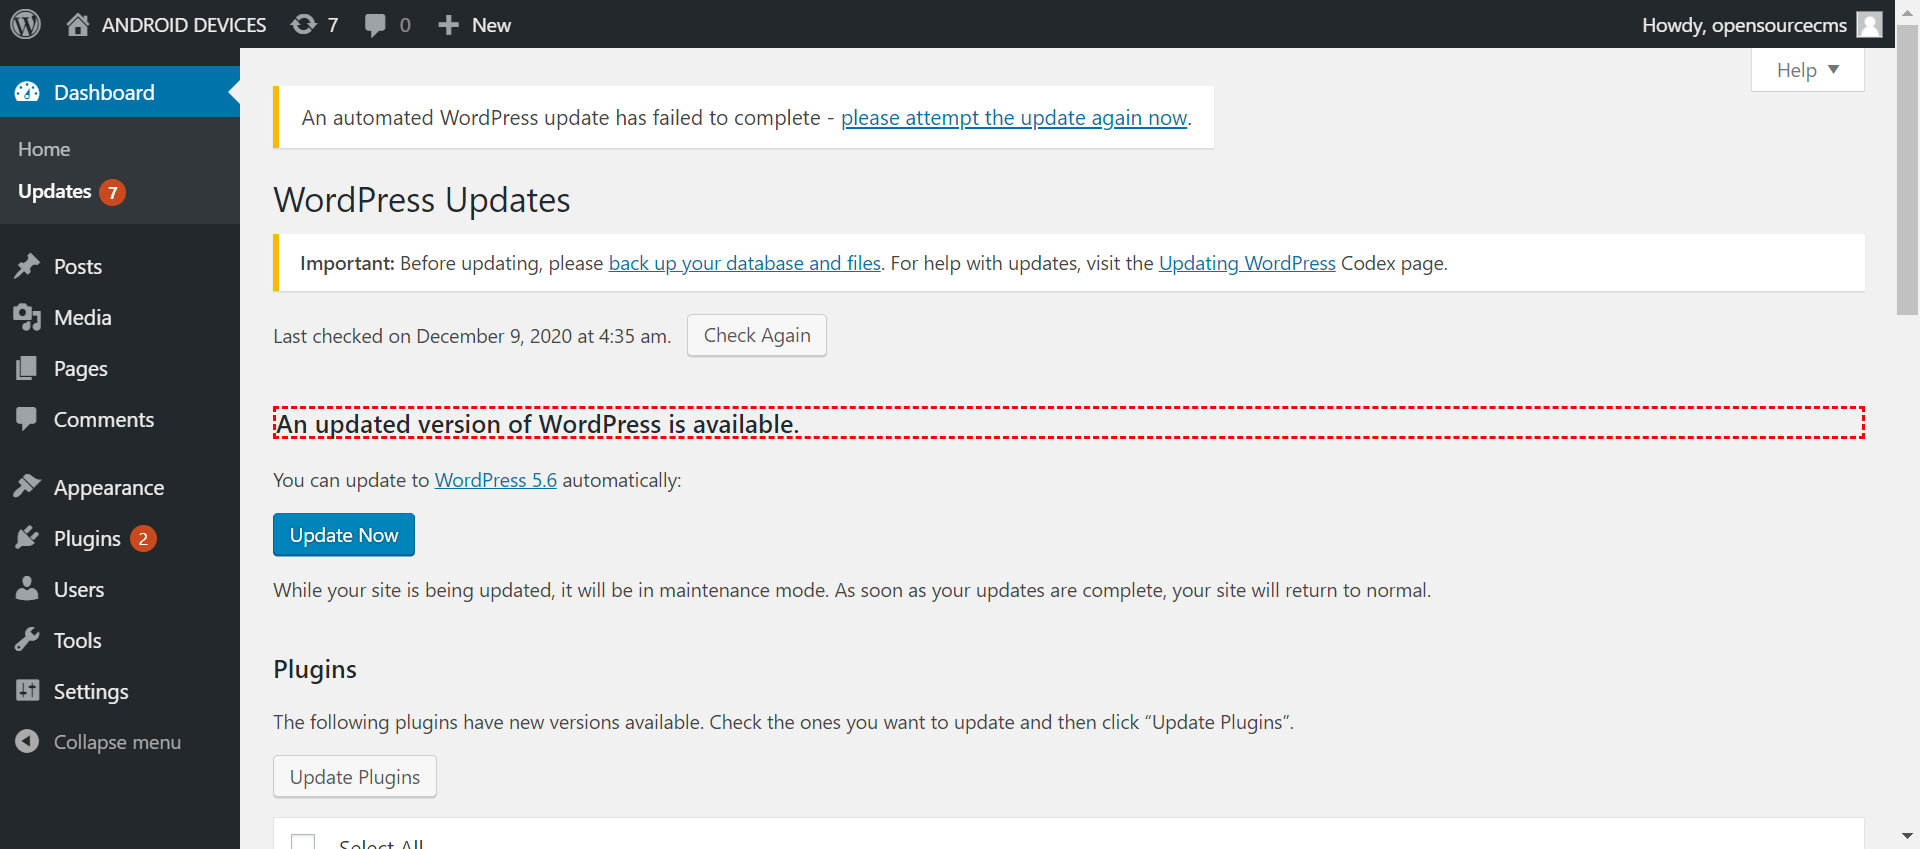 ANDROID DEVICES 7 0 New Howdy, opensourcecms
Help
Dashboard
Home
Updates 7
Posts
Media
Pages
Comments
Appearance
Plugins 2
Users
Tools
Settings
Collapse menu
An automated WordPress update has failed to complete - please attempt the update again now.
WordPress Updates
Important: Before updating, please back up your database and files. For help with updates, visit the Updating WordPress Codex page.
Last checked on December 9, 2020 at 4:35 am. Check Again
An updated version of WordPress is available.
You can update to WordPress 5.6 automatically:
Update Now
While your site is being updated, it will be in maintenance mode. As soon as your updates are complete, your site will return to normal.
Plugins
The following plugins have new versions available. Check the ones you want to update and then click “Update Plugins”.
Update Plugins
Select All